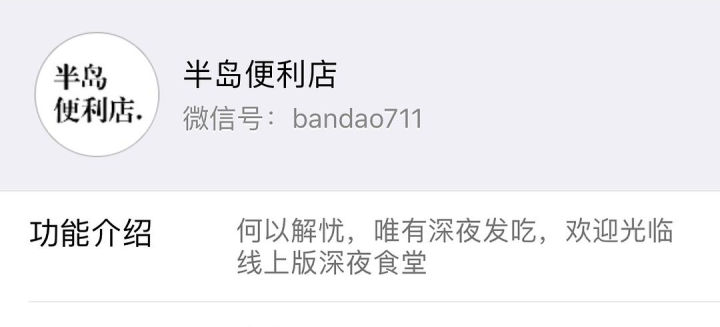 半岛
便利店.
半岛便利店
微信号：bandao711
功能介绍
何以解忧，唯有深夜发吃，欢迎光临
线上版深夜食堂